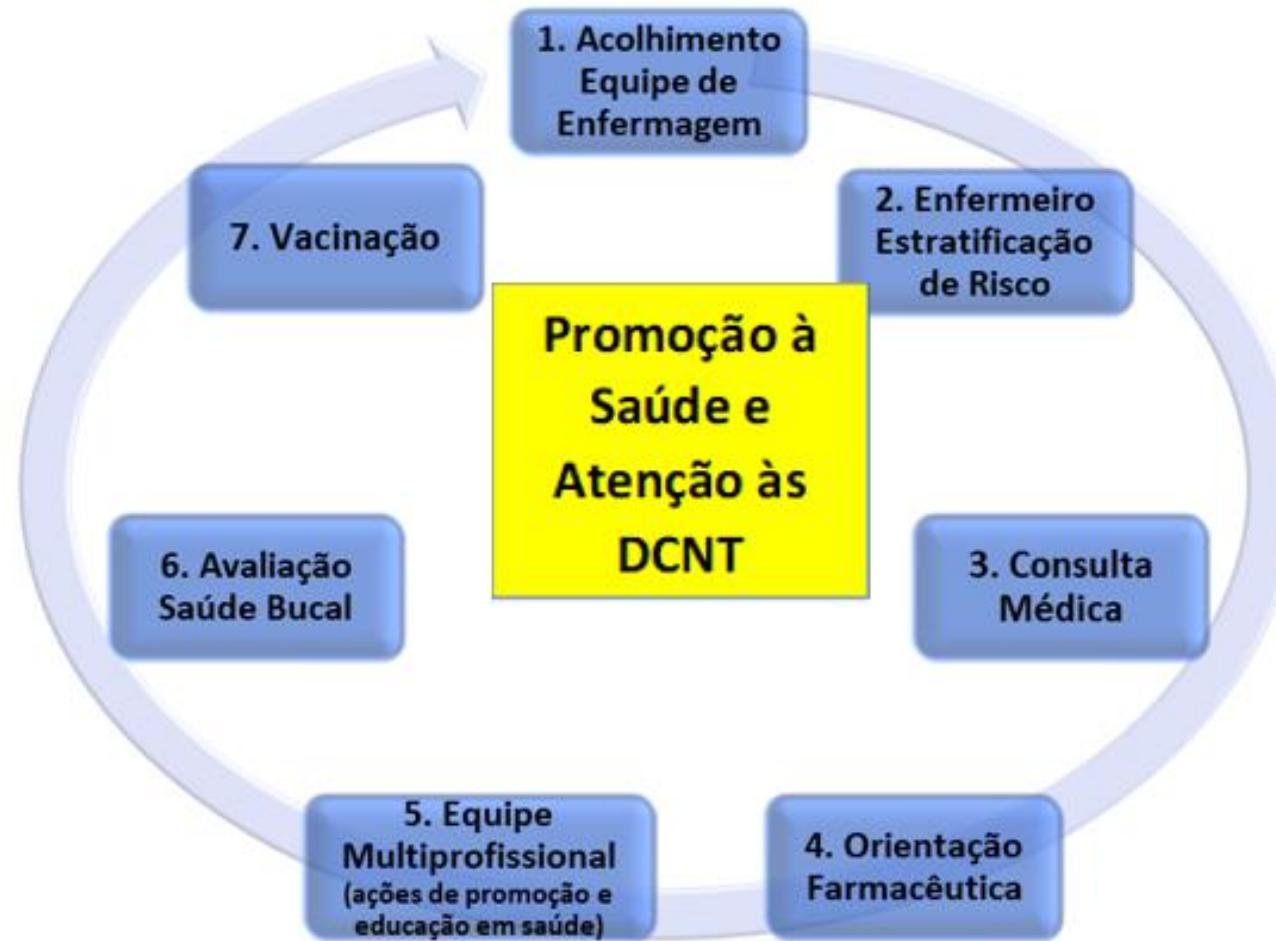 1. Acolhimento
Equipe de
Enfermagem
2. Enfermeiro
Estratificação
de Risco
3. Consulta
Médica
4. Orientação
Farmacêutica
5. Equipe
Multiprofissional
(ações de promoção e
educação em saúde)
6. Avaliação
Saúde Bucal
7. Vacinação
Promoção à
Saúde e
Atenção às
DCNT